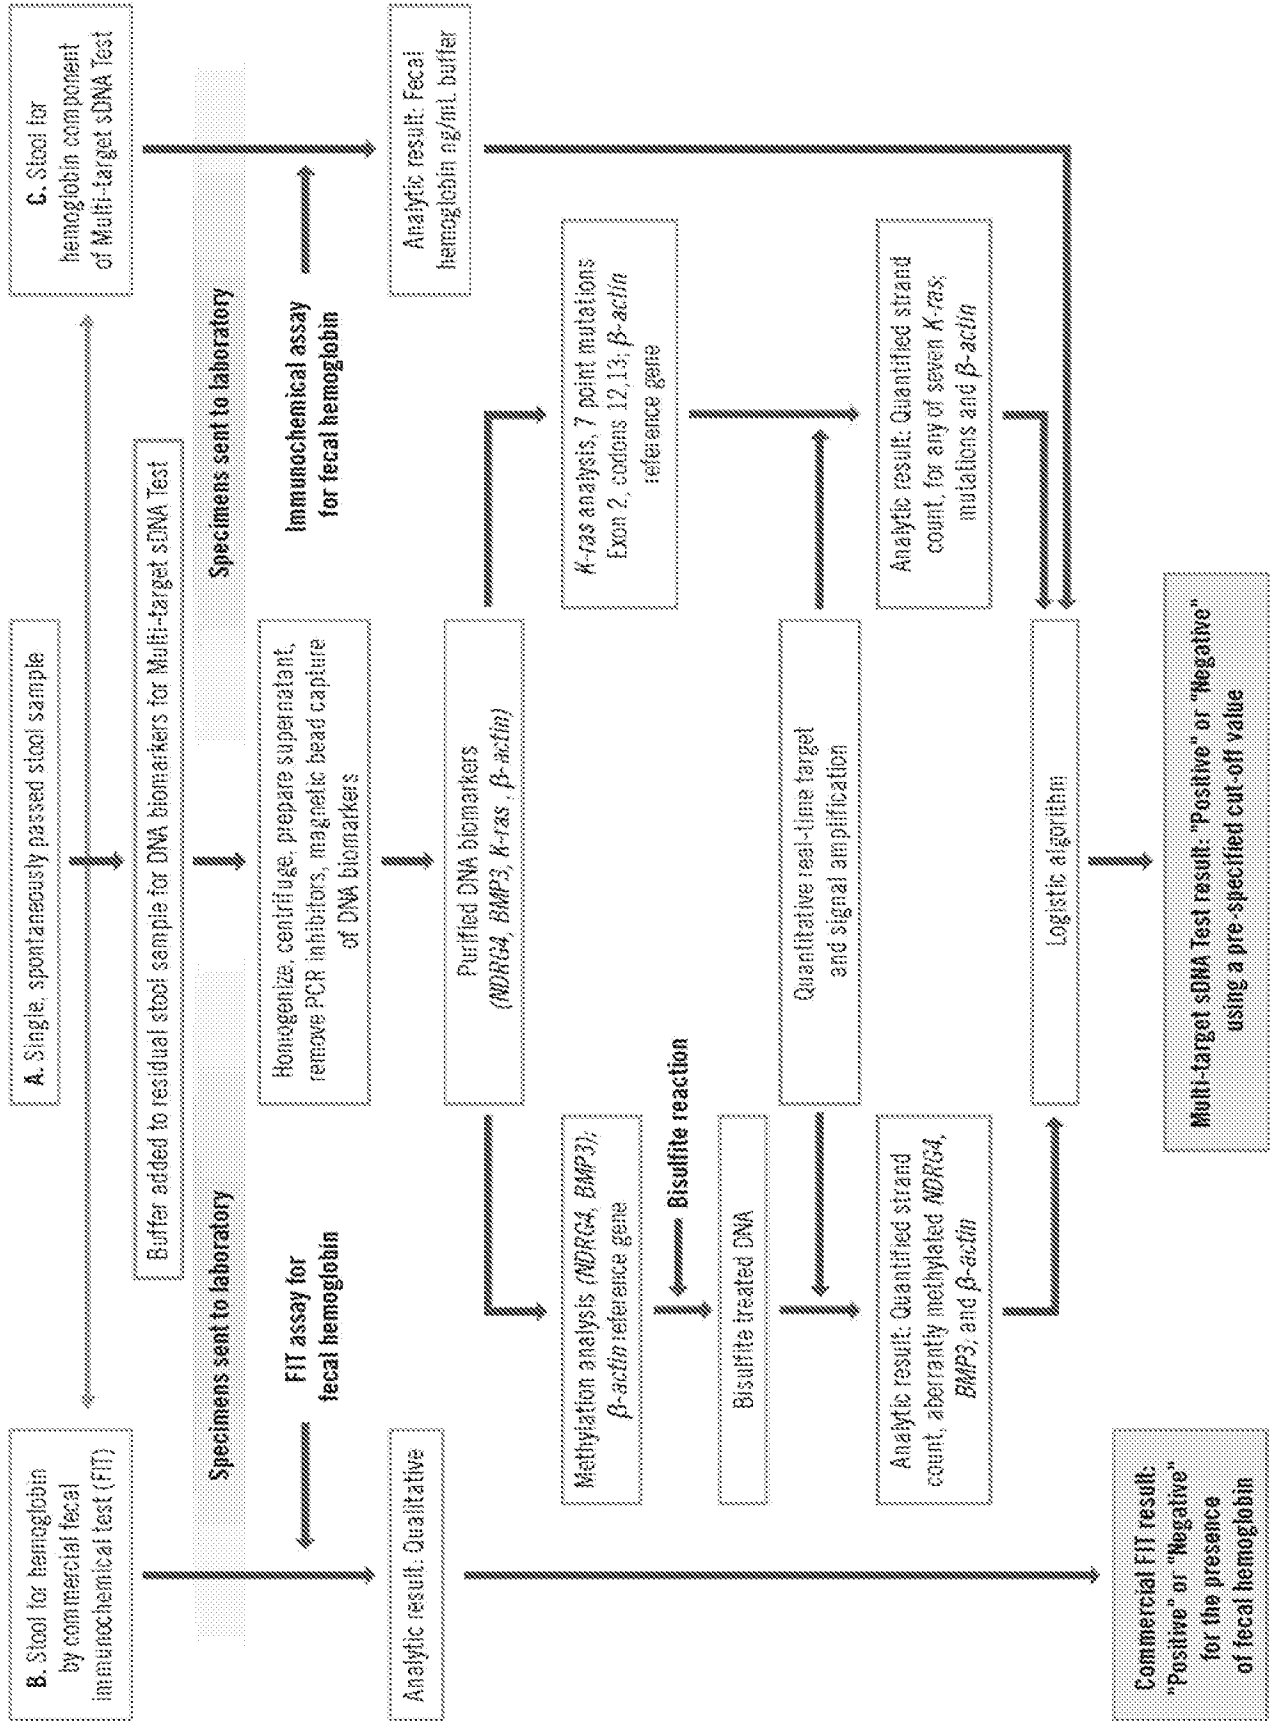 A. Single, spontaneously passed stool sample
B. Stool for hemoglobin
by commercial fecal
immunochemical test (FIT)
C. Stool for
hemoglobin component
of Multi-target sDNA Test
Buffer added to residual stool sample for DNA biomarkers for Multi-target sDNA Test
Specimens sent to laboratory
Specimens sent to laboratory
FIT assay for
fecal hemoglobin
Homogenize, centrifuge, prepare supernatant,
remove PCR inhibitors, magnetic bead capture
of DNA biomarkers
Immunochemical assay
for fecal hemoglobin
Analytic result: Qualitative
Purified DNA biomarkers
(NDRG4, BMP3, K-ras, β-actin)
Analytic result: Fecal
hemoglobin ng/mL buffer
Methylation analysis (NDRG4, BMP3);
β-actin reference gene
K-ras analysis, 7 point mutations
Exon 2, codons 12,13; β-actin
reference gene
Bisulfite reaction
Bisulfite treated DNA
Quantitative real-time target
and signal amplification
Analytic result: Quantified strand
count, aberrantly methylated NDRG4,
BMP3, and β-actin
Analytic result: Quantified strand
count, for any of seven K-ras;
mutations and β-actin
Logistic algorithm
Commercial FIT result:
"Positive" or "Negative"
for the presence
of fecal hemoglobin
Multi-target sDNA Test result: "Positive" or "Negative"
using a pre-specified cut-off value